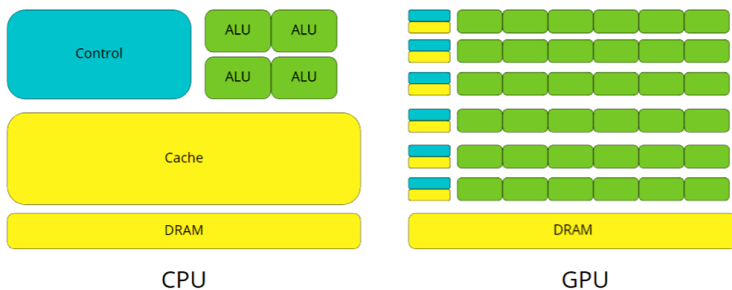 Control
ALU ALU
ALU ALU
Cache
DRAM
CPU
DRAM
GPU